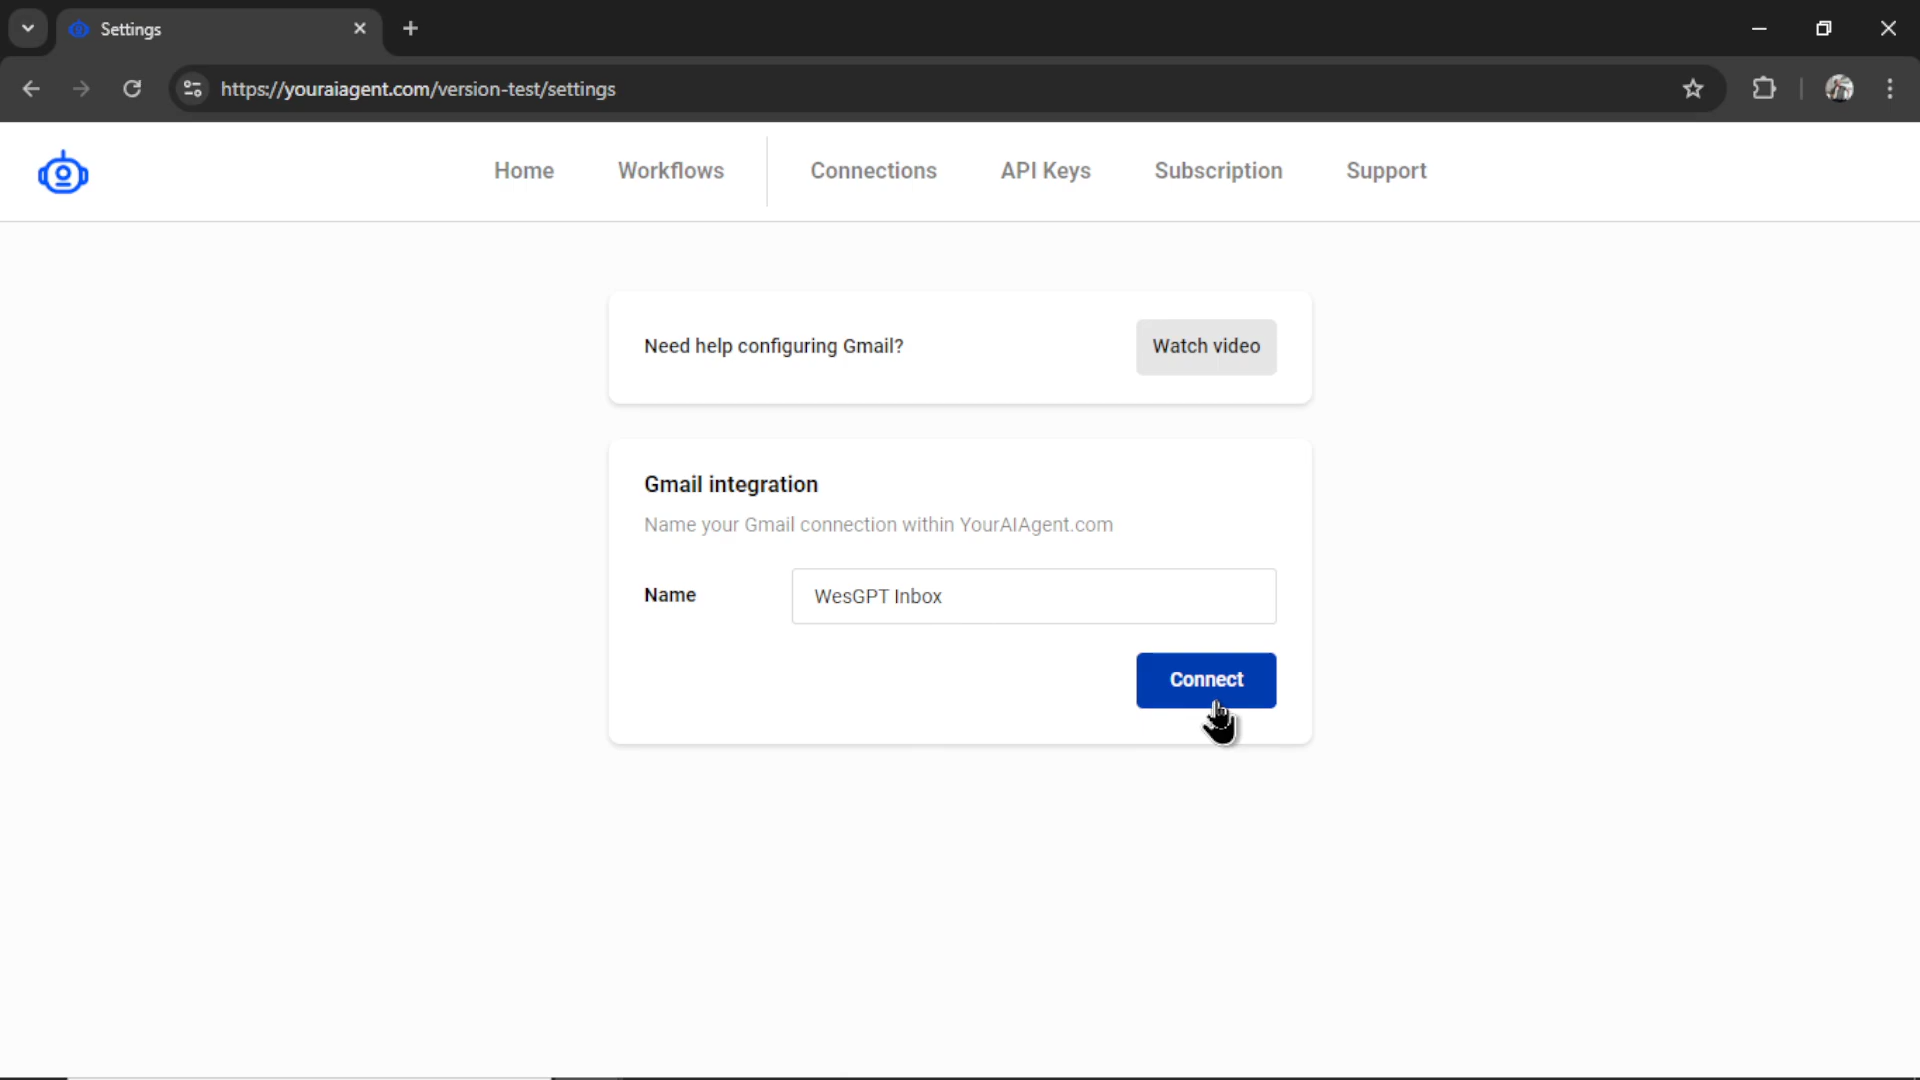 Settings
https://youraiagent.com/version-test/settings
Home Workflows Connections API Keys Subscription Support
Need help configuring Gmail? Watch video
Gmail integration
Name your Gmail connection within YourAIAgent.com
Name WesGPT Inbox
Connect